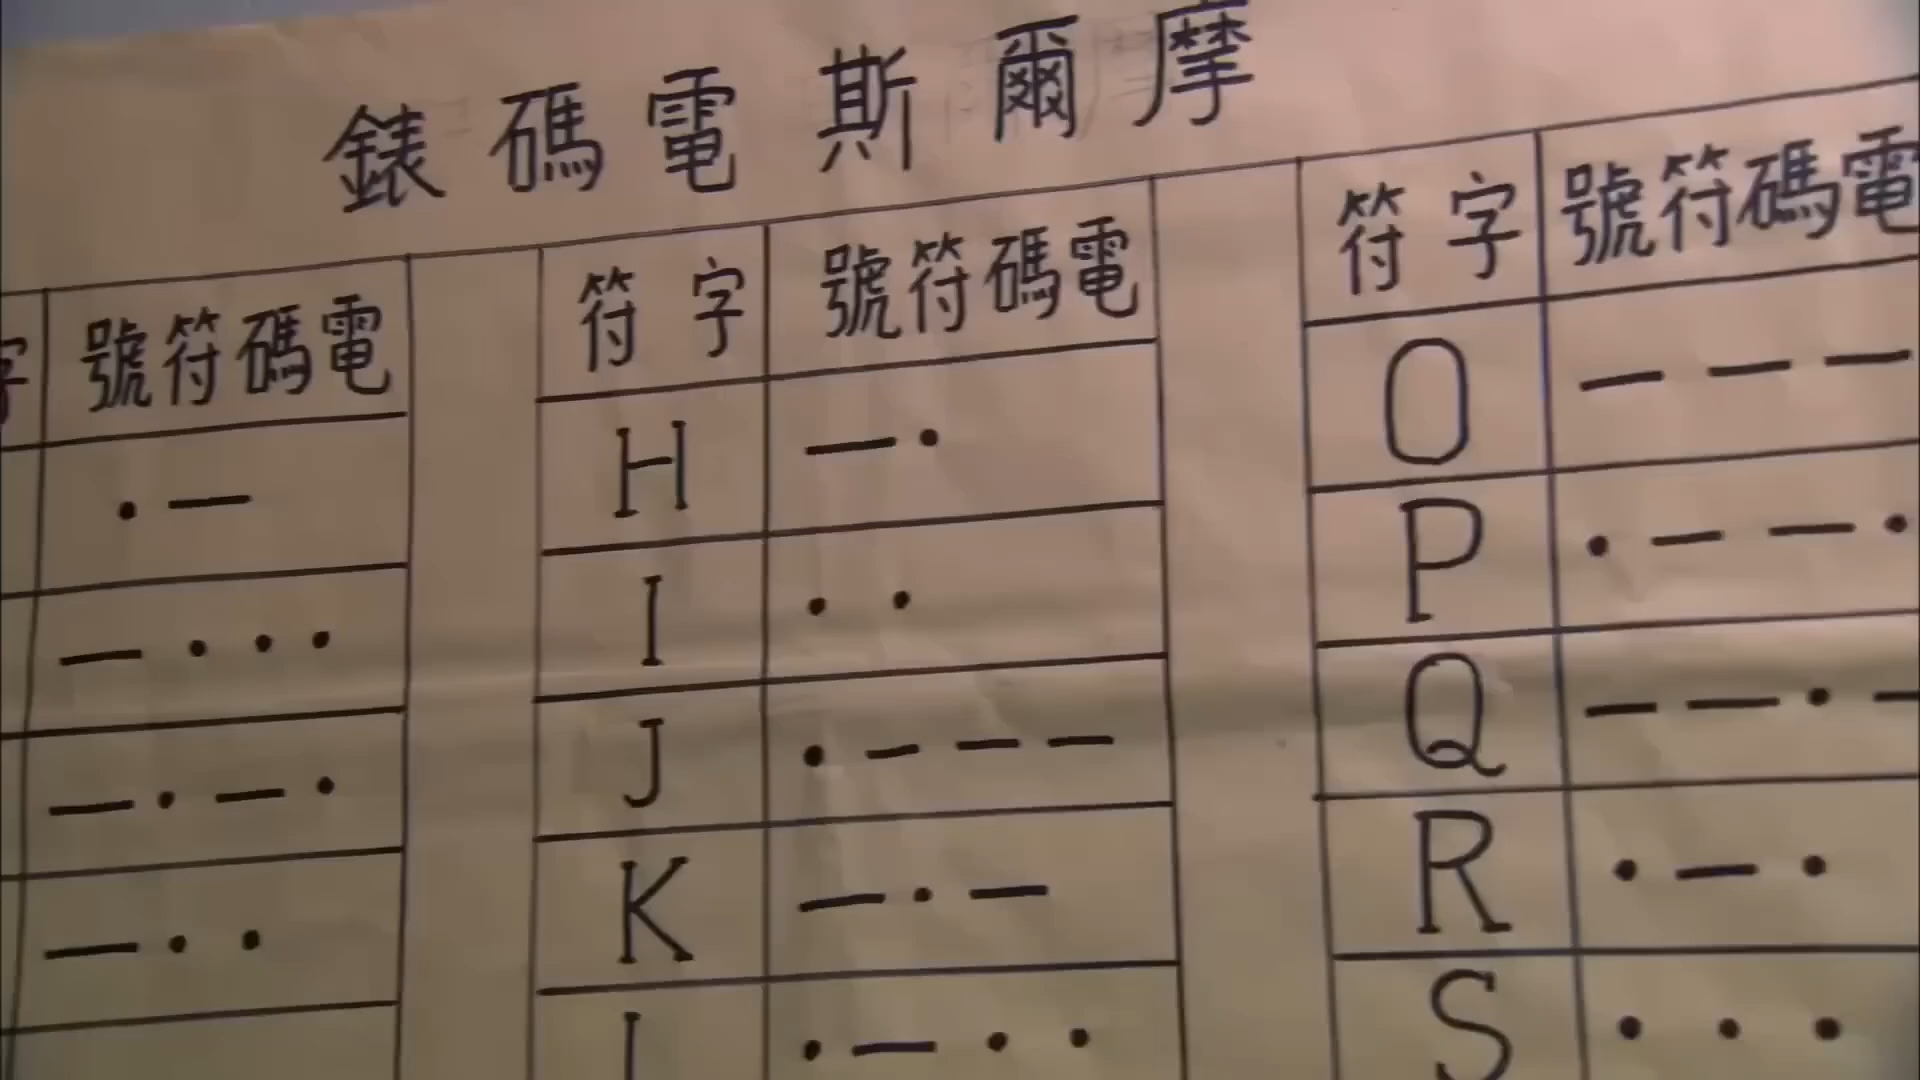 摩爾斯電碼錶
電碼符號 字符 電碼符號 字符 電碼符號
· — H — · O — — —
— · · · I · · P · — — ·
— · — · J · — — — Q — — · —
— · · K — · — R · — ·
L · — · · S · · ·